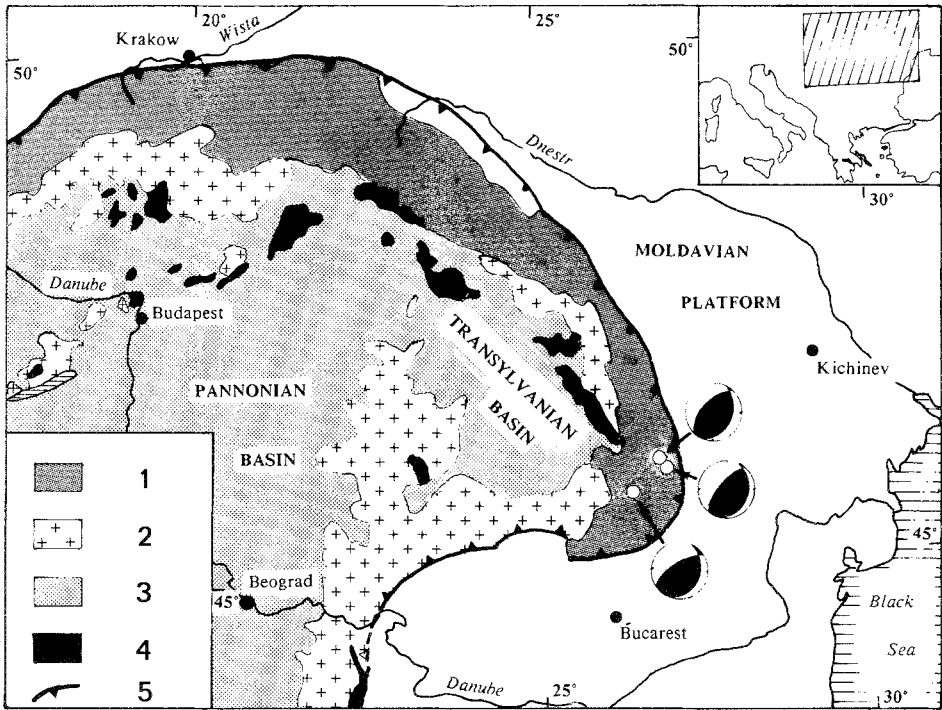 20°
25°
Krakow
Wista
50°
50°
Dnestr
30°
MOLDAVIAN
PLATFORM
Danube
Budapest
Kichinev
TRANSYLVANIAN
BASIN
PANNONIAN
BASIN
1
2
3
4
5
45°
Beograd
45°
Black
Sea
Bucarest
Danube
25°
30°